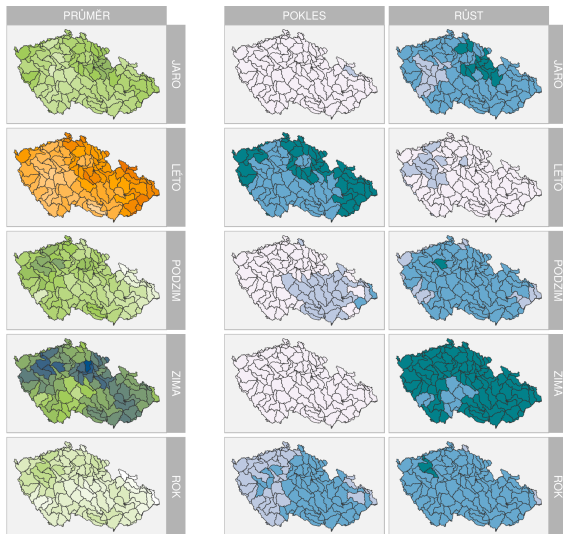 PRŮMĚR
POKLES
RŮST
JARO
JARO
LÉTO
LÉTO
PODZIM
PODZIM
ZIMA
ZIMA
ROK
ROK